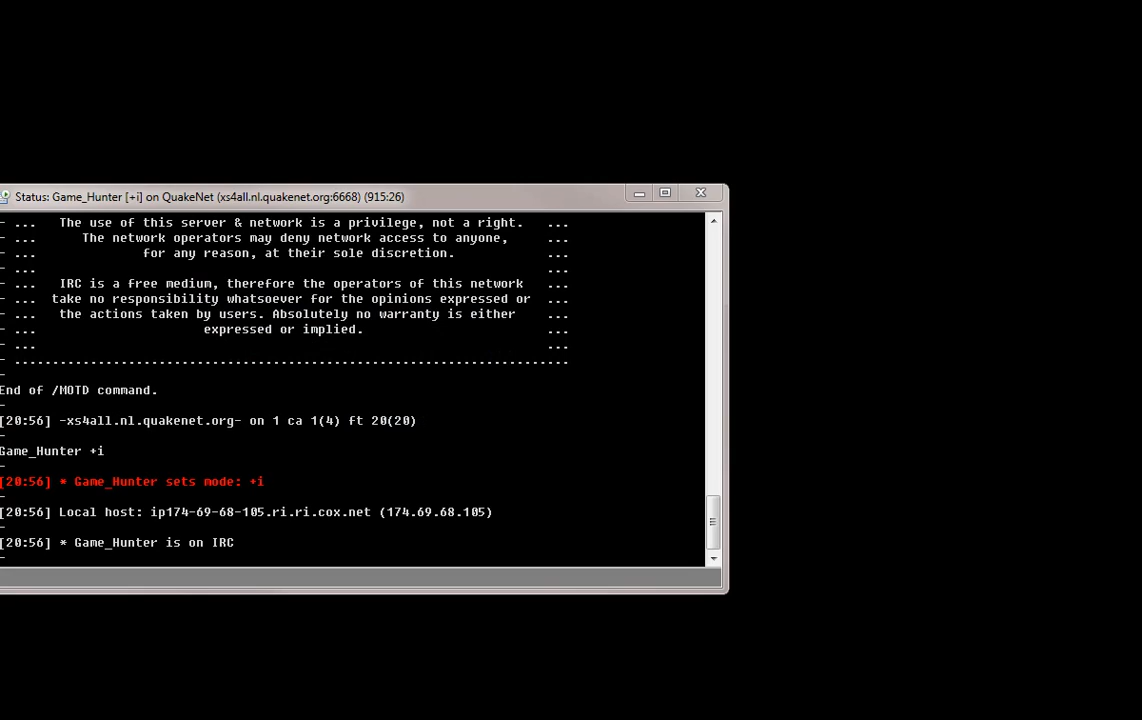 Status: Game_Hunter [+i] on QuakeNet (xs4all.nl.quakenet.org:6668) (915:26)
- ... The use of this server & network is a privilege, not a right. ...
- ... The network operators may deny network access to anyone, ...
- ... for any reason, at their sole discretion. ...
- ... ...
- ... IRC is a free medium, therefore the operators of this network ...
- ... take no responsibility whatsoever for the opinions expressed or ...
- ... the actions taken by users. Absolutely no warranty is either ...
- ... expressed or implied. ...
- ... ...
- .........................................................................
-
End of /MOTD command.
-
[20:56] -xs4all.nl.quakenet.org- on 1 ca 1(4) ft 20(20)
-
Game_Hunter +i
-
[20:56] * Game_Hunter sets mode: +i
-
[20:56] Local host: ip174-69-68-105.ri.ri.cox.net (174.69.68.105)
-
[20:56] * Game_Hunter is on IRC
-